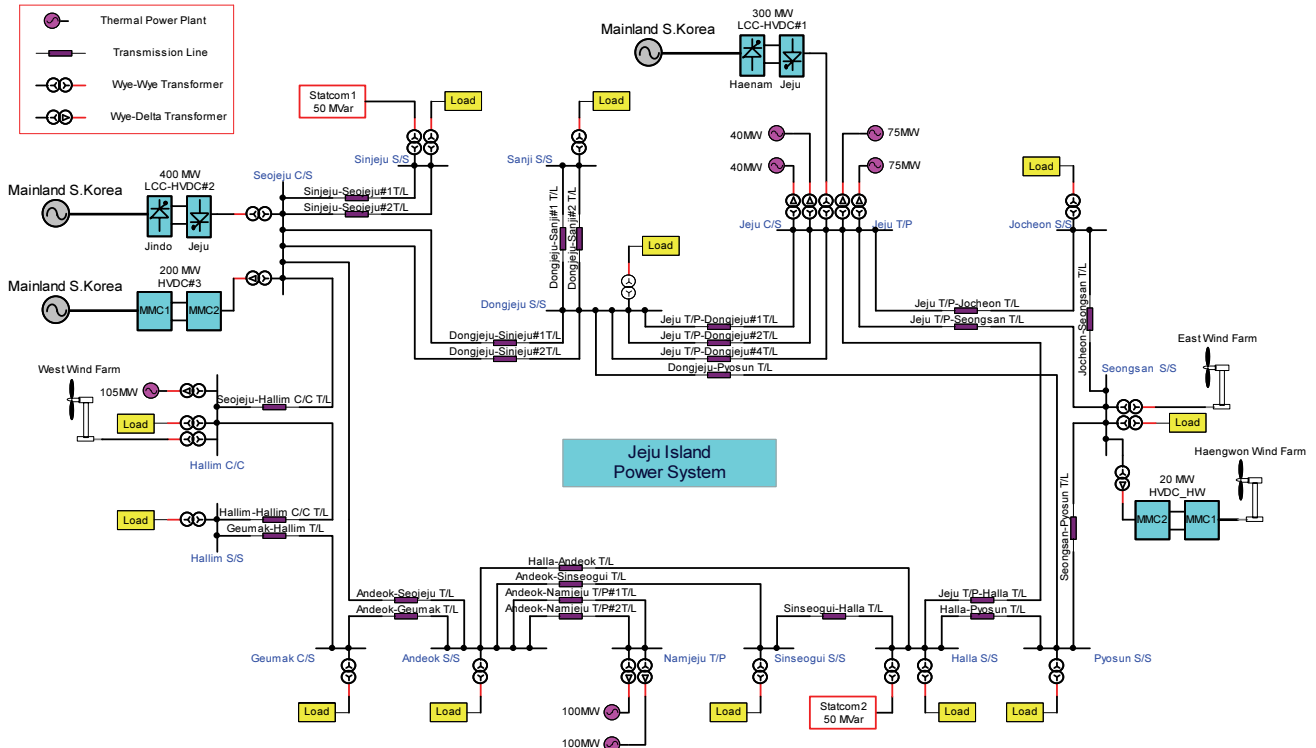 Thermal Power Plant
Transmission Line
Wye-Wye Transformer
Wye-Delta Transformer
Mainland S.Korea
300 MW
LCC-HVDC#1
Haenam
Jeju
Statcom1
50 MVar
Load
Load
Sinjeju S/S
Sanji S/S
40MW
75MW
40MW
75MW
Load
Seojeju C/S
400 MW
LCC-HVDC#2
Mainland S.Korea
Jindo
Jeju
Sinjeju-Seojeju#1T/L
Sinjeju-Seojeju#2T/L
Dongjeju-Sanji#1 T/L
Dongjeju-Sanji#2 T/L
Jeju C/S
Jeju T/P
Jocheon S/S
Load
200 MW
HVDC#3
Mainland S.Korea
MMC1
MMC2
Dongjeju S/S
Jeju T/P-Jocheon T/L
Jeju T/P-Seongsan T/L
Jocheon-Seongsan T/L
Jeju T/P-Dongjeju#1T/L
Jeju T/P-Dongjeju#2T/L
Jeju T/P-Dongjeju#4T/L
Dongjeju-Pyosun T/L
Dongjeju-Sinjeju#1T/L
Dongjeju-Sinjeju#2T/L
East Wind Farm
Seongsan S/S
Load
West Wind Farm
105MW
Seojeju-Hallim C/C T/L
Load
Hallim C/C
Jeju Island
Power System
Haengwon Wind Farm
20 MW
HVDC_HW
MMC2
MMC1
Seongsan-Pyosun T/L
Load
Hallim-Hallim C/C T/L
Geumak-Hallim T/L
Hallim S/S
Halla-Andeok T/L
Andeok-Sinseogui T/L
Andeok-Namjeju T/P#1T/L
Andeok-Namjeju T/P#2T/L
Andeok-Seojeju T/L
Andeok-Geumak T/L
Sinseogui-Halla T/L
Jeju T/P-Halla T/L
Halla-Pyosun T/L
Geumak C/S
Andeok S/S
Namjeju T/P
Sinseogui S/S
Halla S/S
Pyosun S/S
Load
Load
100MW
100MW
Load
Statcom2
50 MVar
Load
Load